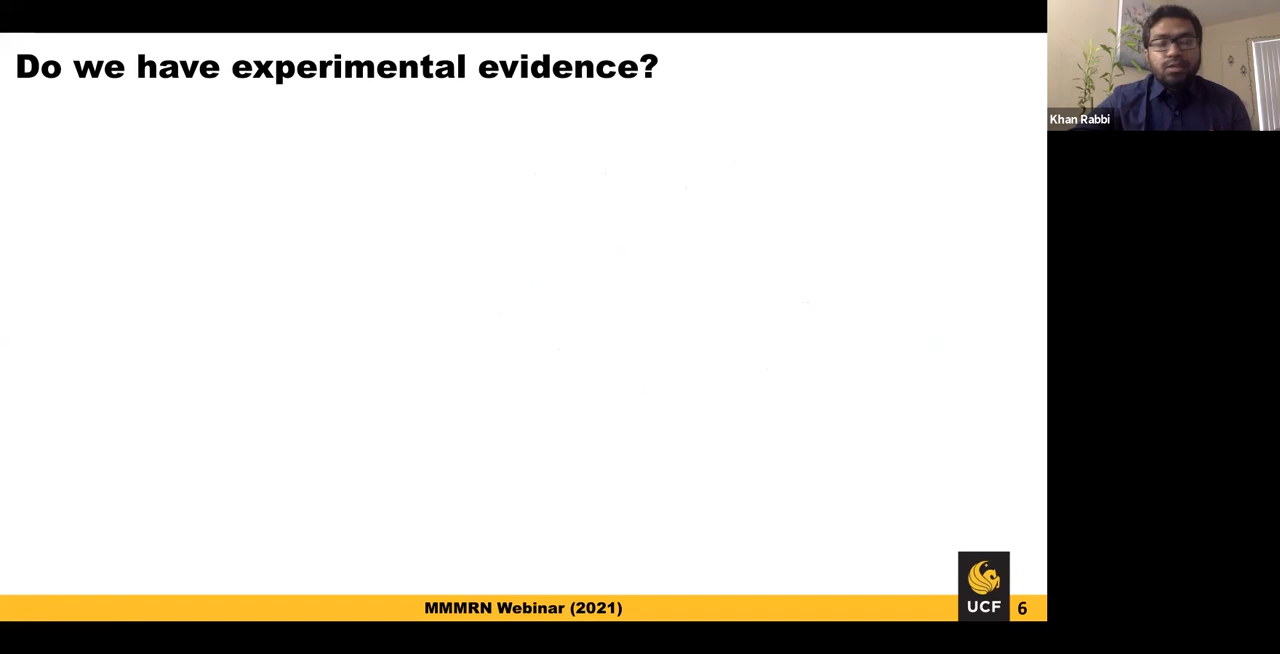 Do we have experimental evidence?
Khan Rabbi
MMMRN Webinar (2021)
UCF
6